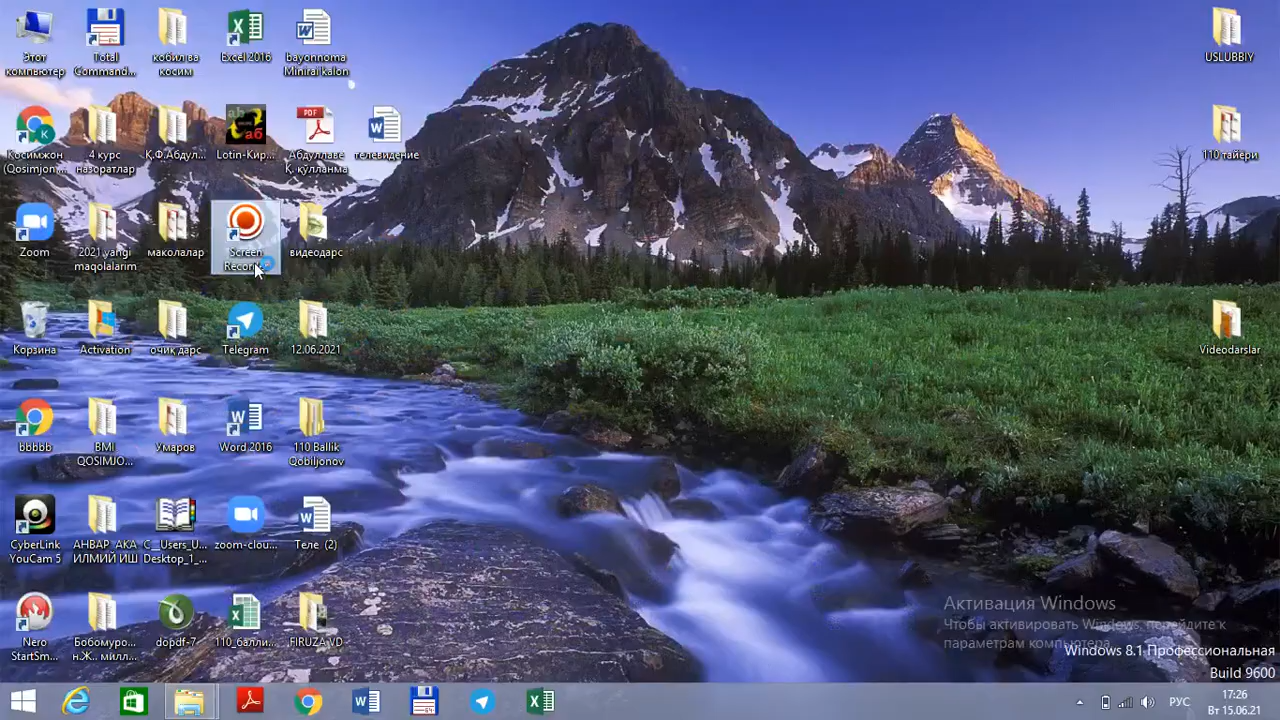 Этот
компьютер
Total
Command...
кобил ва
косим
Excel 2016
bayonnoma
Minirai kalon
USLUBBIY
Косимжон
(Qosimjon...
4 курс
назоратлар
Қ.Ф.Абдул...
Lotin-Кир...
Абдуллаев
Қ. қулланма
телевидение
110 тайёри
Zoom
2021 yangi
maqolalarim
маколалар
Screen
Recor...
видеодарс
Корзина
Activation
очиқ дарс
Telegram
12.06.2021
Videodarslar
bbbbb
BMI
QOSIMJO...
Умаров
Word 2016
110 Ballik
Qobiljonov
CyberLink
YouCam 5
АНВАР АКА
ИЛМИЙ ИШ
C__Users_U...
Desktop_1_...
zoom-clou...
Теле (2)
Nero
StartSm...
Бобомуро...
н.Ж.. милл...
dopdf-7
110_балли...
FIRUZA VD
Активация Windows
Чтобы активировать Windows, перейдите к
параметрам компьютера.
Windows 8.1 Профессиональная
Build 9600
РУС
17:26
Вт 15.06.21